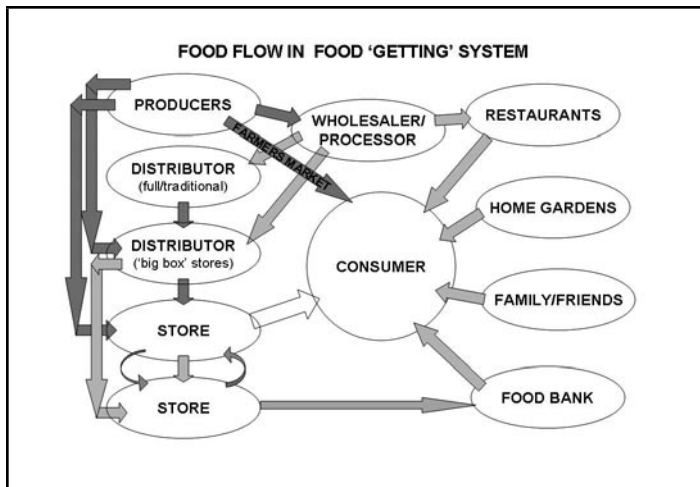 FOOD FLOW IN FOOD ‘GETTING’ SYSTEM
PRODUCERS
WHOLESALER/
PROCESSOR
RESTAURANTS
FARMERS MARKET
DISTRIBUTOR
(full/traditional)
DISTRIBUTOR
(‘big box’ stores)
CONSUMER
HOME GARDENS
FAMILY/FRIENDS
STORE
STORE
FOOD BANK